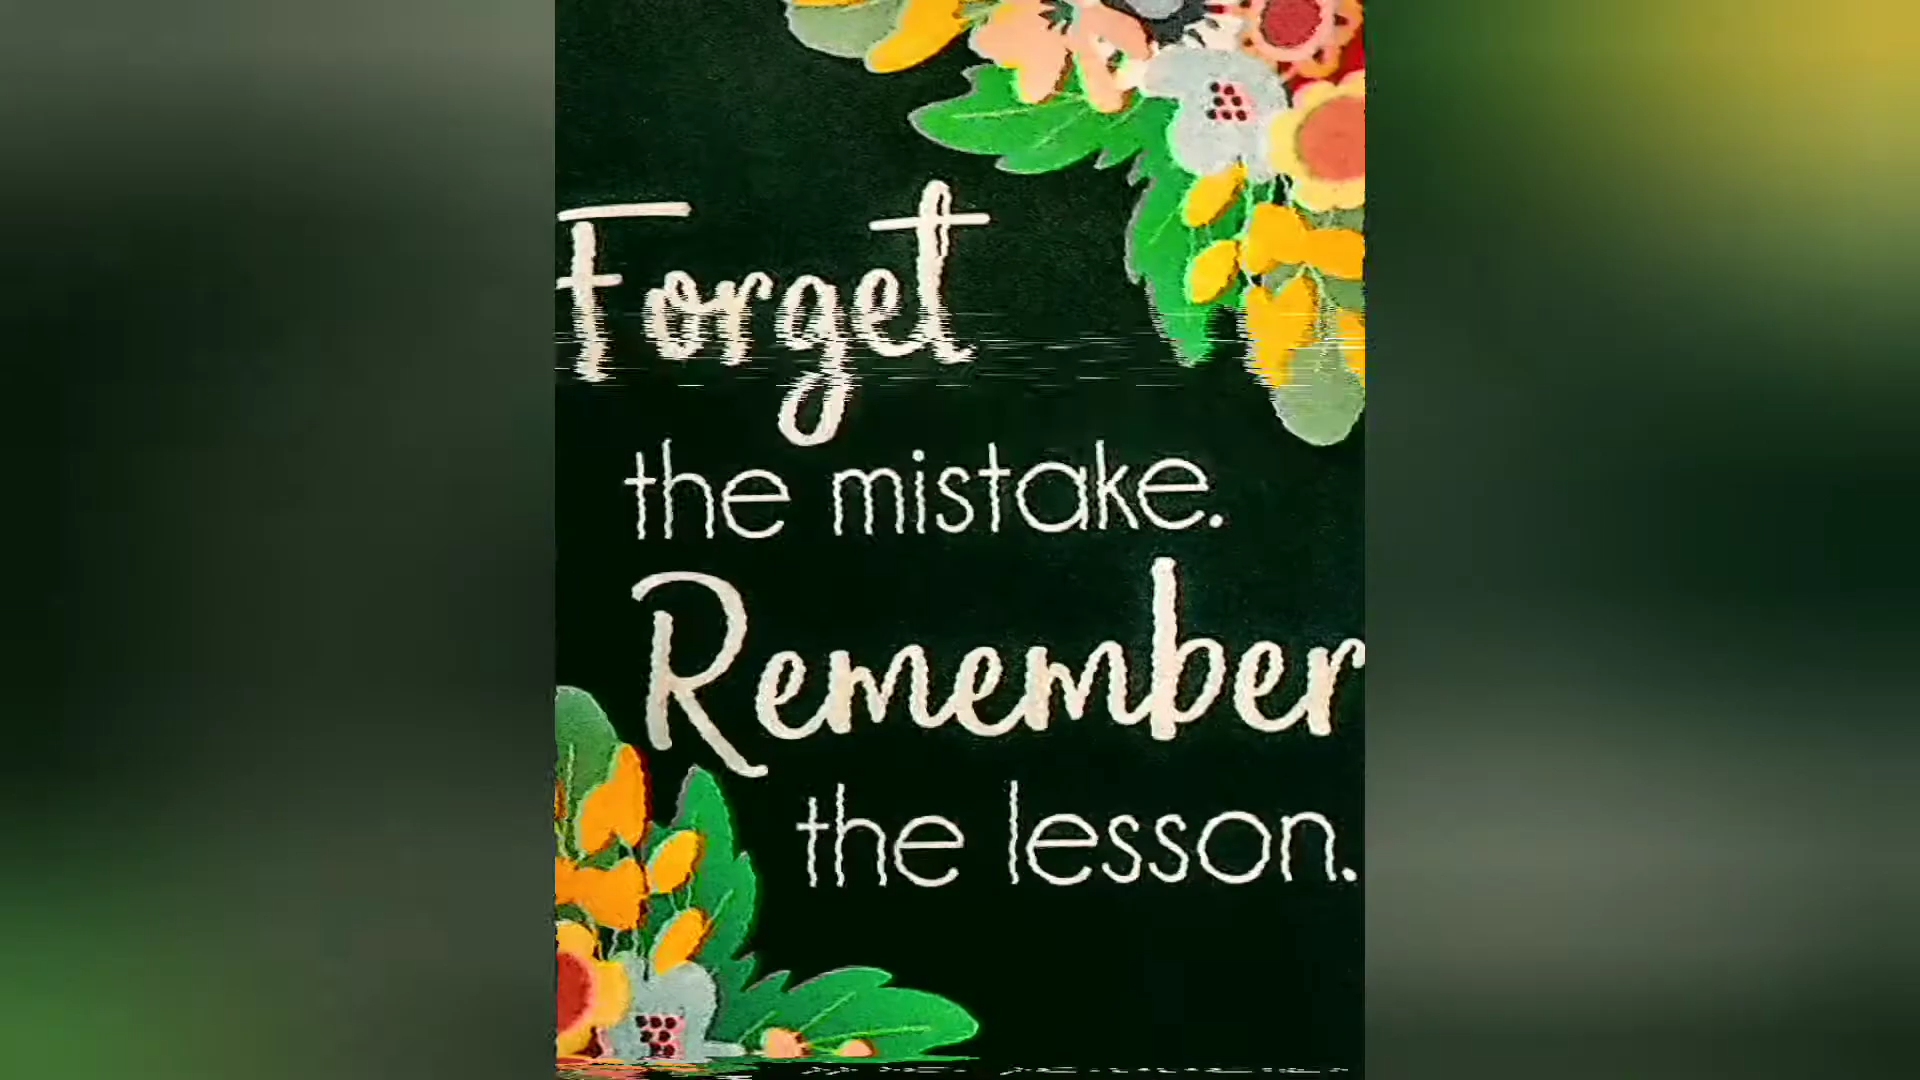 Forget
the mistake.
Remember
the lesson.